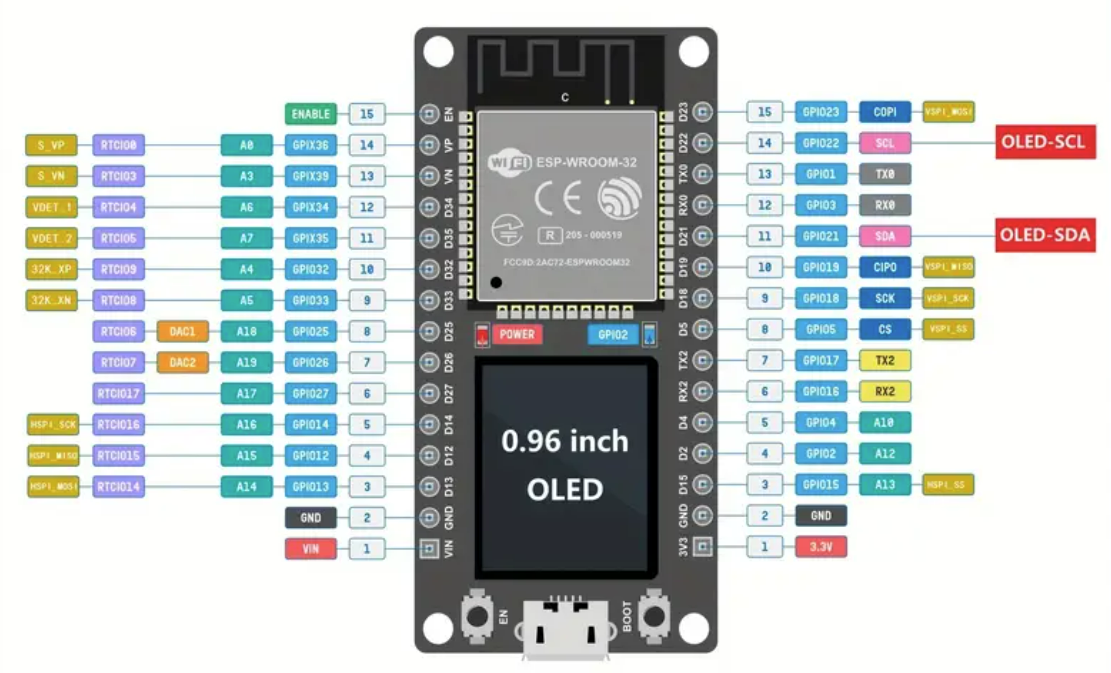 C
ENABLE 15 EN
D23 15 GPIO23 COPI VSPI_MOSI
S_VP RTCIO0 A0 GPIX36 14 VP
D22 14 GPIO22 SCL OLED-SCL
S_VN RTCIO3 A3 GPIX39 13 VN
TX0 13 GPIO1 TX0
VDET_1 RTCIO4 A6 GPIX34 12 D34
RX0 12 GPIO3 RX0
VDET_2 RTCIO5 A7 GPIX35 11 D35
D21 11 GPIO21 SDA OLED-SDA
32K_XP RTCIO9 A4 GPIO32 10 D32
D19 10 GPIO19 CIPO VSPI_MISO
32K_XN RTCIO8 A5 GPIO33 9 D33
D18 9 GPIO18 SCK VSPI_SCK
RTCIO6 DAC1 A18 GPIO25 8 D25
D5 8 GPIO5 CS VSPI_SS
RTCIO7 DAC2 A19 GPIO26 7 D26
TX2 7 GPIO17 TX2
RTCIO17 A17 GPIO27 6 D27
RX2 6 GPIO16 RX2
HSPI_SCK RTCIO16 A16 GPIO14 5 D14
D4 5 GPIO4 A10
HSPI_MISO RTCIO15 A15 GPIO12 4 D12
D2 4 GPIO2 A12
HSPI_MOSI RTCIO14 A14 GPIO13 3 D13
D15 3 GPIO15 A13 HSPI_SS
GND 2 GND
GND 2 GND
VIN 1 VIN
3V3 1 3.3V
WiFi ESP-WROOM-32
CE
R 205 - 000519
FCC9D:2AC72-ESPWROOM32
POWER GPIO2
0.96 inch
OLED
EN BOOT